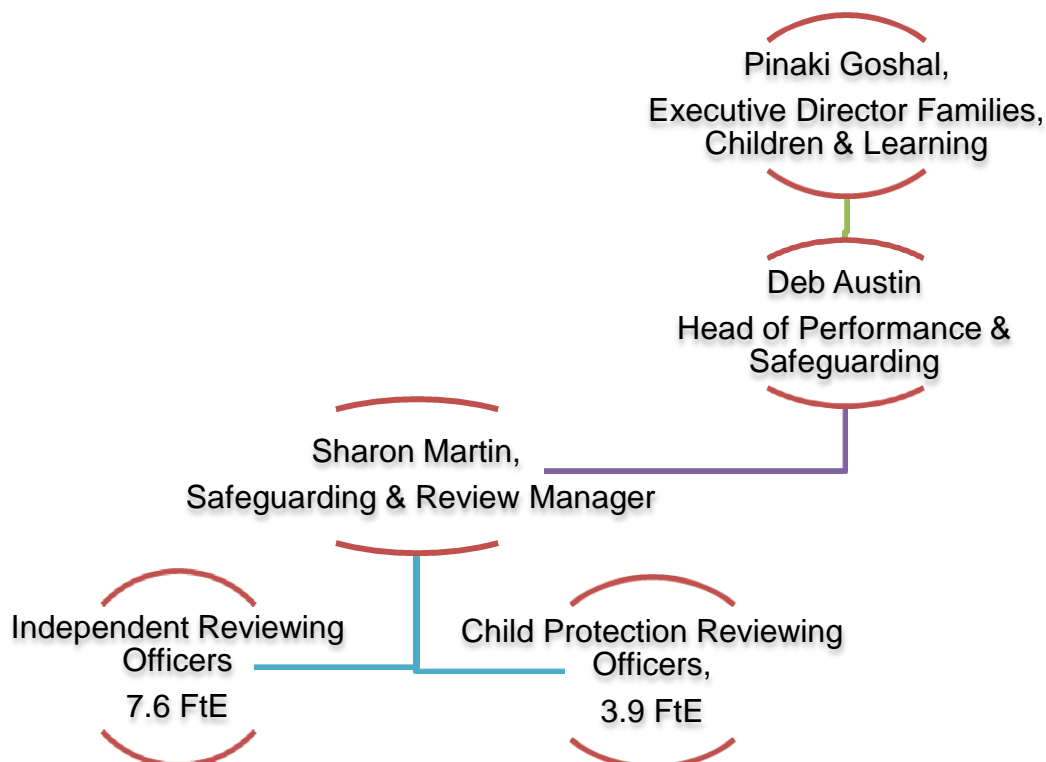 Pinaki Goshal,
Executive Director Families,
Children & Learning
Deb Austin
Head of Performance &
Safeguarding
Sharon Martin,
Safeguarding & Review Manager
Independent Reviewing
Officers
7.6 FtE
Child Protection Reviewing
Officers,
3.9 FtE